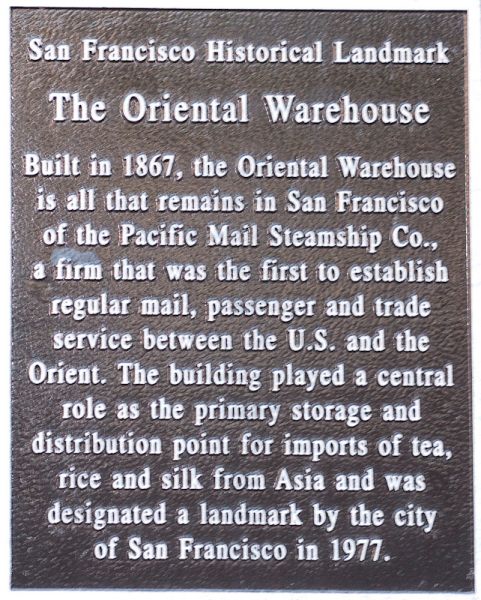 San Francisco Historical Landmark
The Oriental Warehouse
Built in 1867, the Oriental Warehouse
is all that remains in San Francisco
of the Pacific Mail Steamship Co.,
a firm that was the first to establish
regular mail, passenger and trade
service between the U.S. and the
Orient. The building played a central
role as the primary storage and
distribution point for imports of tea,
rice and silk from Asia and was
designated a landmark by the city
of San Francisco in 1977.